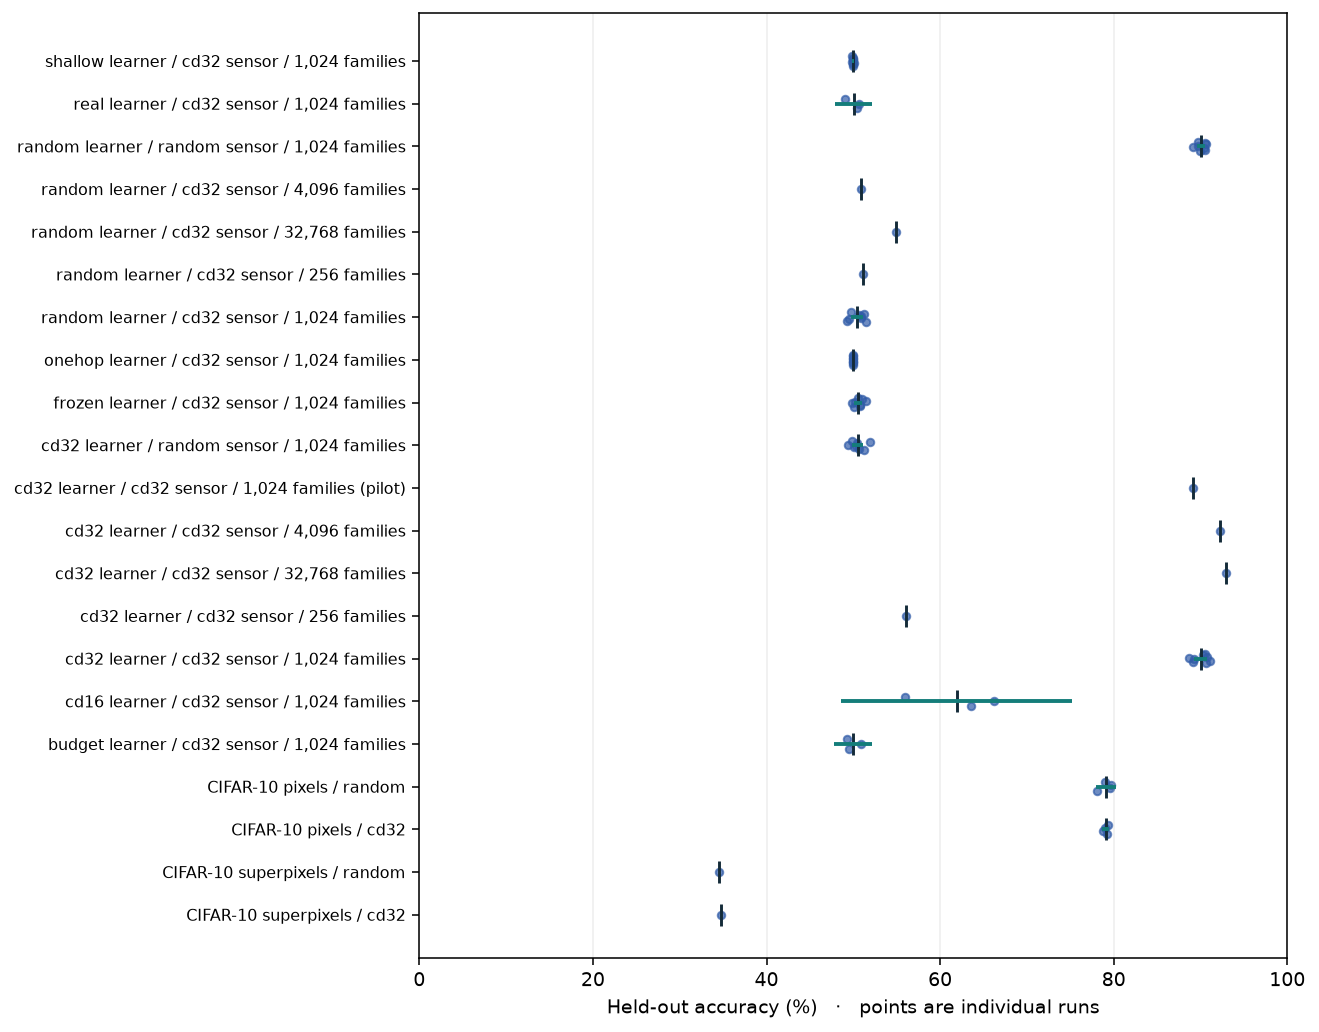 shallow learner / cd32 sensor / 1,024 families
real learner / cd32 sensor / 1,024 families
random learner / random sensor / 1,024 families
random learner / cd32 sensor / 4,096 families
random learner / cd32 sensor / 32,768 families
random learner / cd32 sensor / 256 families
random learner / cd32 sensor / 1,024 families
onehop learner / cd32 sensor / 1,024 families
frozen learner / cd32 sensor / 1,024 families
cd32 learner / random sensor / 1,024 families
cd32 learner / cd32 sensor / 1,024 families (pilot)
cd32 learner / cd32 sensor / 4,096 families
cd32 learner / cd32 sensor / 32,768 families
cd32 learner / cd32 sensor / 256 families
cd32 learner / cd32 sensor / 1,024 families
cd16 learner / cd32 sensor / 1,024 families
budget learner / cd32 sensor / 1,024 families
CIFAR-10 pixels / random
CIFAR-10 pixels / cd32
CIFAR-10 superpixels / random
CIFAR-10 superpixels / cd32
0 20 40 60 80 100
Held-out accuracy (%) · points are individual runs